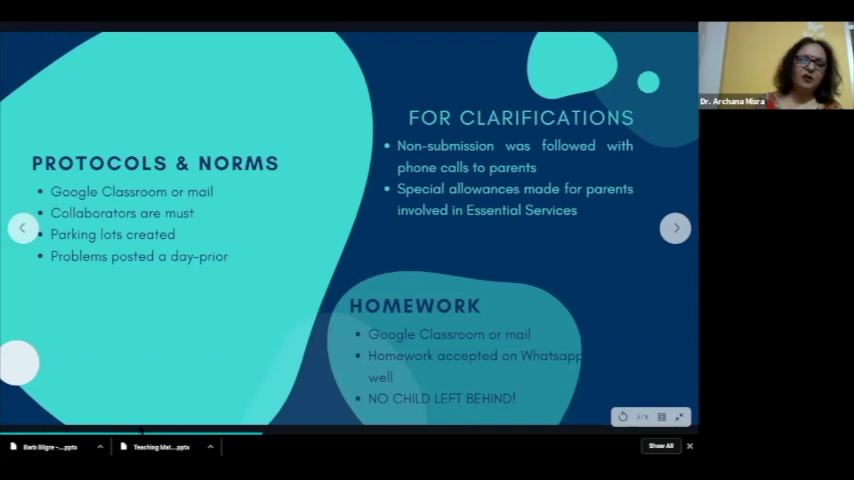 Dr. Archana Misra
PROTOCOLS & NORMS
Google Classroom or mail
Collaborators are must
Parking lots created
Problems posted a day-prior
FOR CLARIFICATIONS
Non-submission was followed with
phone calls to parents
Special allowances made for parents
involved in Essential Services
HOMEWORK
Google Classroom or mail
Homework accepted on Whatsapp
well
NO CHILD LEFT BEHIND!
Barb Bilgre -....pptx
Teaching Mat....pptx
Show All